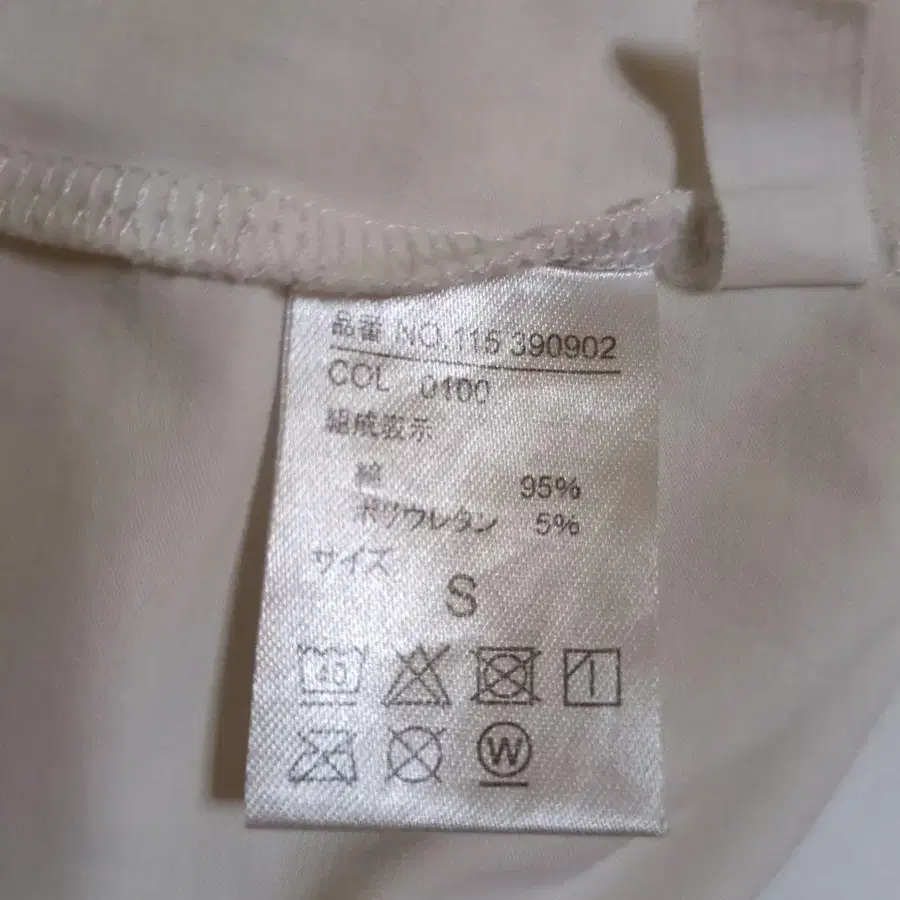 品番 NO.115 390902
COL 0100
組成表示
綿 95%
ポリウレタン 5%
サイズ
S
40
W